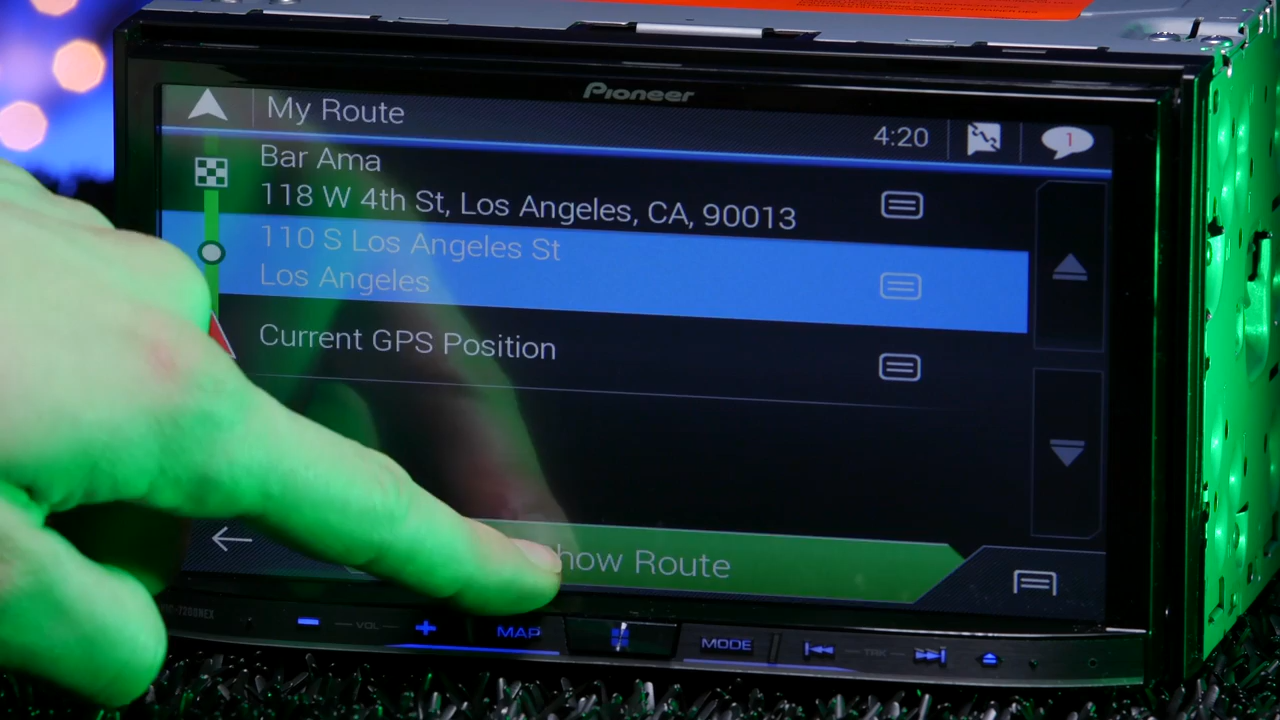 Pioneer
My Route
4:20
1
Bar Ama
118 W 4th St, Los Angeles, CA, 90013
110 S Los Angeles St
Los Angeles
Current GPS Position
how Route
VOL
MAP
MODE
TRK